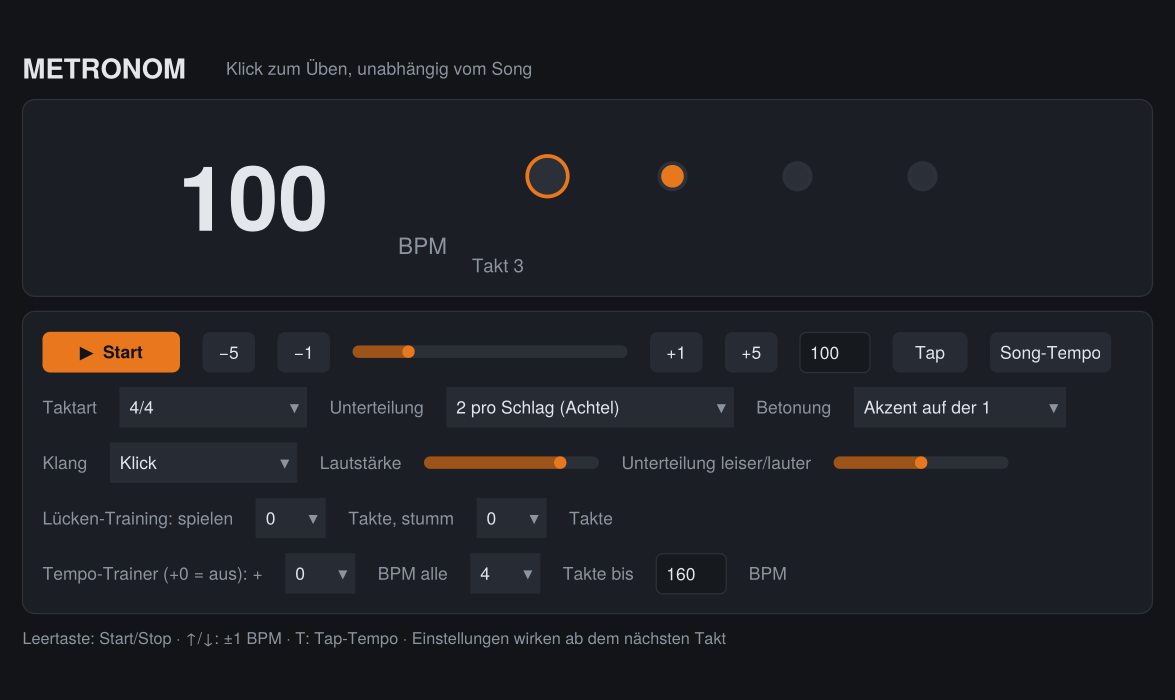 METRONOM Klick zum Üben, unabhängig vom Song
100 BPM
Takt 3
▶ Start −5 −1 +1 +5 100 Tap Song-Tempo
Taktart 4/4 ▼ Unterteilung 2 pro Schlag (Achtel) ▼ Betonung Akzent auf der 1 ▼
Klang Klick ▼ Lautstärke Unterteilung leiser/lauter
Lücken-Training: spielen 0 ▼ Takte, stumm 0 ▼ Takte
Tempo-Trainer (+0 = aus): + 0 ▼ BPM alle 4 ▼ Takte bis 160 BPM
Leertaste: Start/Stop · ↑/↓: ±1 BPM · T: Tap-Tempo · Einstellungen wirken ab dem nächsten Takt